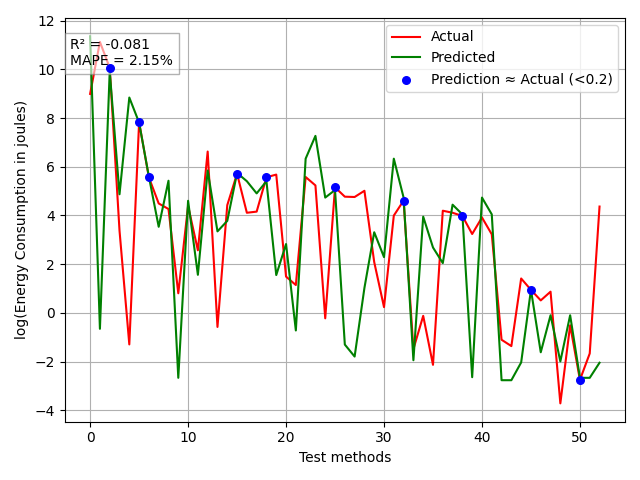 R² = -0.081
MAPE = 2.15%
Actual
Predicted
Prediction ≈ Actual (<0.2)
12
10
8
6
4
2
0
−2
−4
log(Energy Consumption in joules)
0 10 20 30 40 50
Test methods